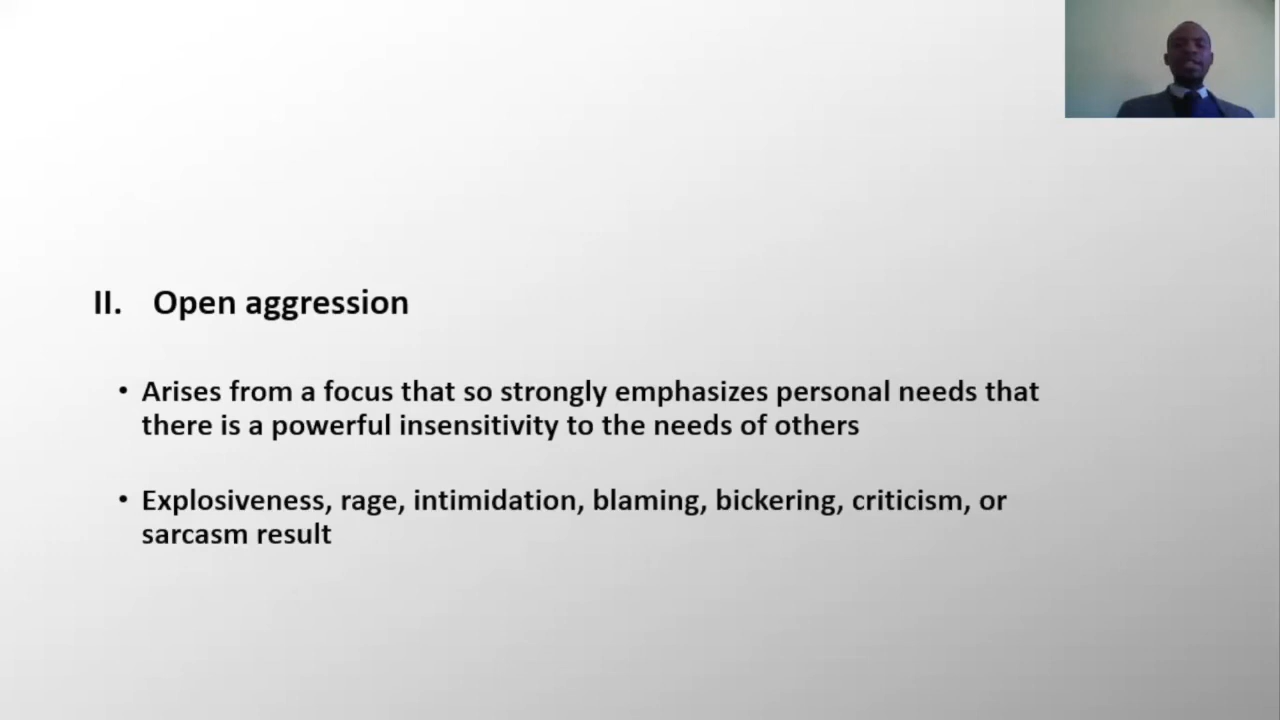 II. Open aggression
• Arises from a focus that so strongly emphasizes personal needs that
there is a powerful insensitivity to the needs of others
• Explosiveness, rage, intimidation, blaming, bickering, criticism, or
sarcasm result